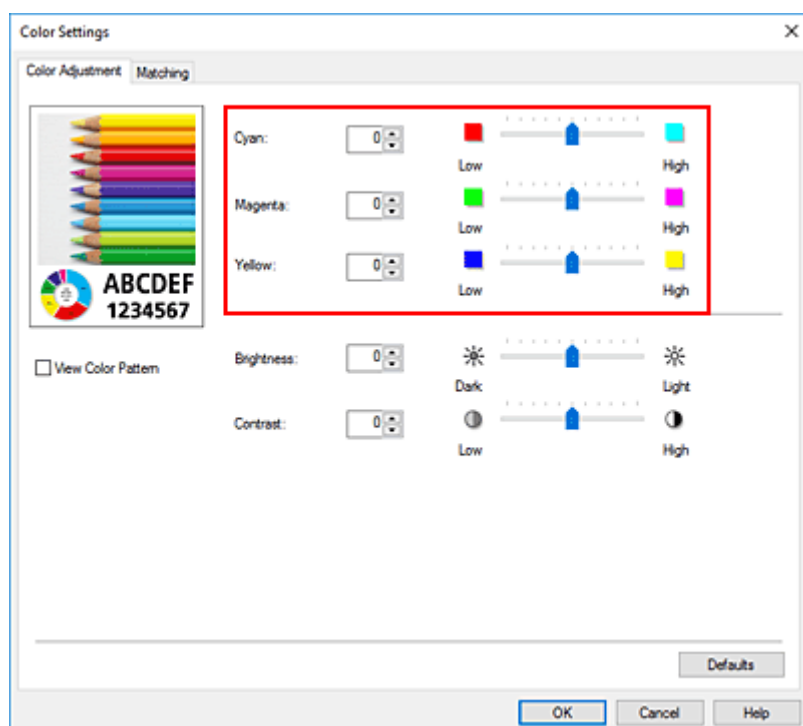 Color Settings
Color Adjustment Matching
Cyan: 0
Low High
Magenta: 0
Low High
Yellow: 0
Low High
ABCDEF
1234567
View Color Pattern
Brightness: 0
Dark Light
Contrast: 0
Low High
Defaults
OK Cancel Help